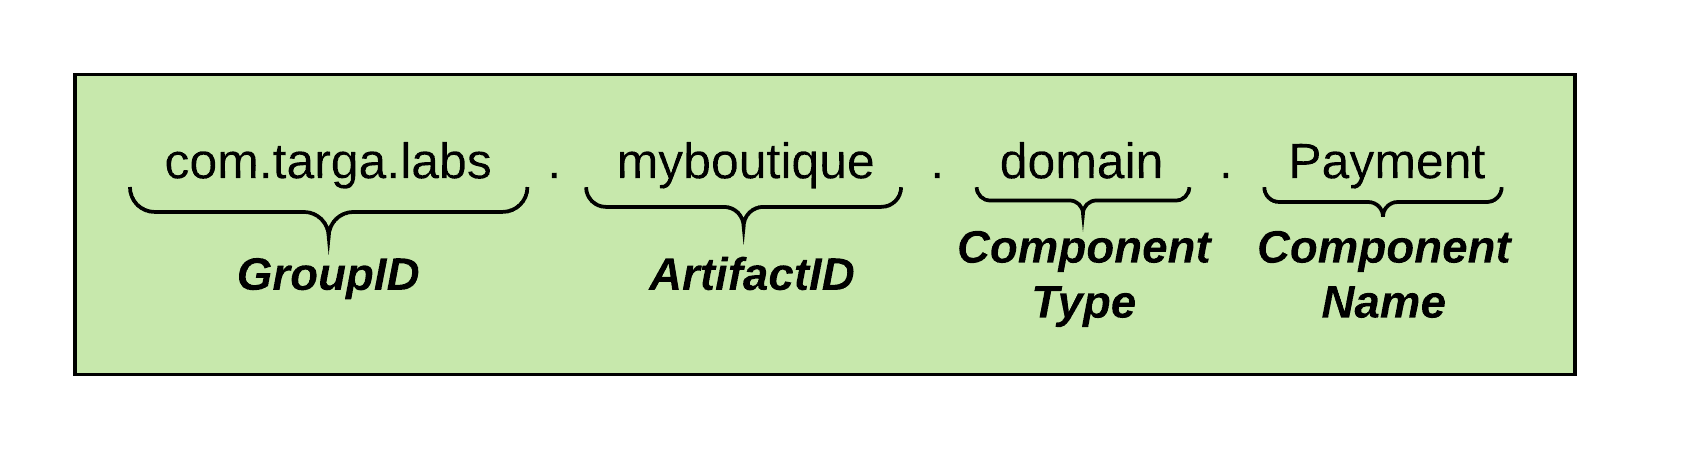 com.targa.labs . myboutique . domain . Payment
GroupID ArtifactID Component Type Component Name